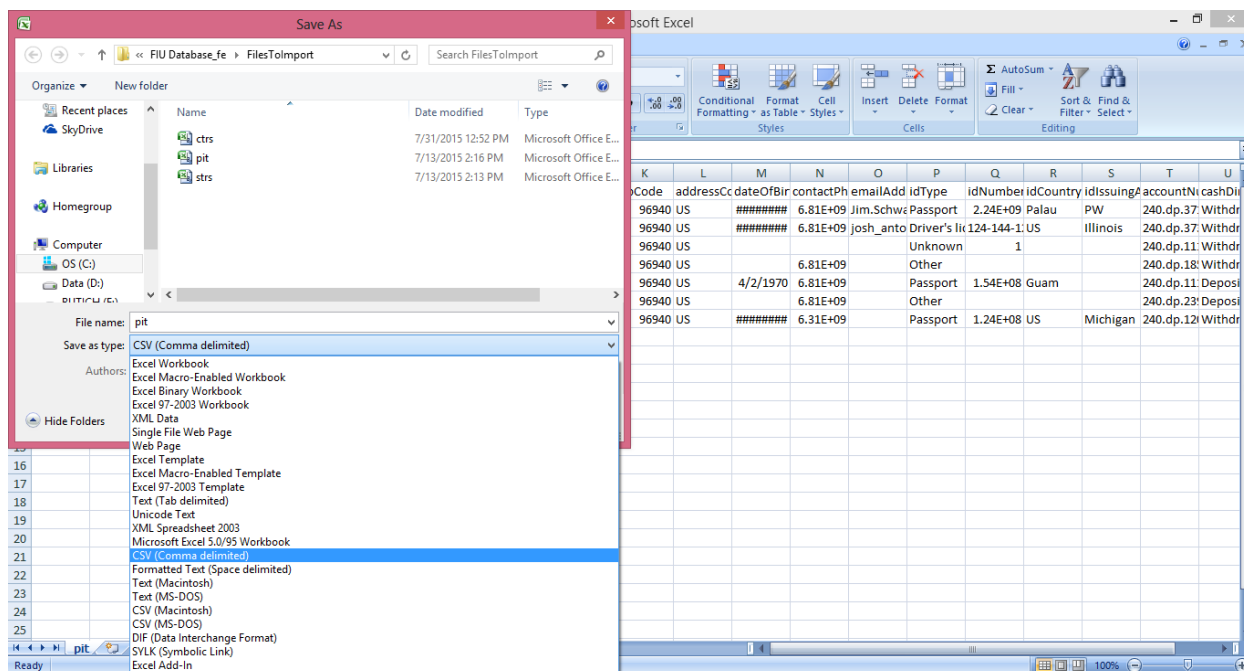 Save As
osoft Excel
« FIU Database_fe › FilesToImport
Search FilesToImport
Organize
New folder
Recent places
SkyDrive
Libraries
Homegroup
Computer
OS (C:)
Data (D:)
Name Date modified Type
ctrs 7/31/2015 12:52 PM Microsoft Office E...
pit 7/13/2015 2:16 PM Microsoft Office E...
strs 7/13/2015 2:13 PM Microsoft Office E...
File name: pit
Save as type: CSV (Comma delimited)
Authors:
Hide Folders
Excel Workbook
Excel Macro-Enabled Workbook
Excel Binary Workbook
Excel 97-2003 Workbook
XML Data
Single File Web Page
Web Page
Excel Template
Excel Macro-Enabled Template
Excel 97-2003 Template
Text (Tab delimited)
Unicode Text
XML Spreadsheet 2003
Microsoft Excel 5.0/95 Workbook
CSV (Comma delimited)
Formatted Text (Space delimited)
Text (Macintosh)
Text (MS-DOS)
CSV (Macintosh)
CSV (MS-DOS)
DIF (Data Interchange Format)
SYLK (Symbolic Link)
Excel Add-In
Conditional Formatting
Format as Table
Cell Styles
Styles
Insert Delete Format
Cells
Σ AutoSum
Fill
Clear
Sort & Filter
Find & Select
Editing
K L M N O P Q R S T U
Code addressCc dateOfBir contactPh emailAdd idType idNumber idCountry idIssuingA accountNu cashDi
96940 US ######## 6.81E+09 Jim.Schwa Passport 2.24E+09 Palau PW 240.dp.37 Withdr
96940 US ######## 6.81E+09 josh_anto Driver's lic 124-144-1 US Illinois 240.dp.37 Withdr
96940 US Unknown 1 240.dp.11 Withdr
96940 US 6.81E+09 Other 240.dp.18 Withdr
96940 US 4/2/1970 6.81E+09 Passport 1.54E+08 Guam 240.dp.11 Deposi
96940 US 6.81E+09 Other 240.dp.23 Deposi
96940 US ######## 6.31E+09 Passport 1.24E+08 US Michigan 240.dp.12 Withdr
16
17
18
19
20
21
22
23
24
25
pit
Ready
100%